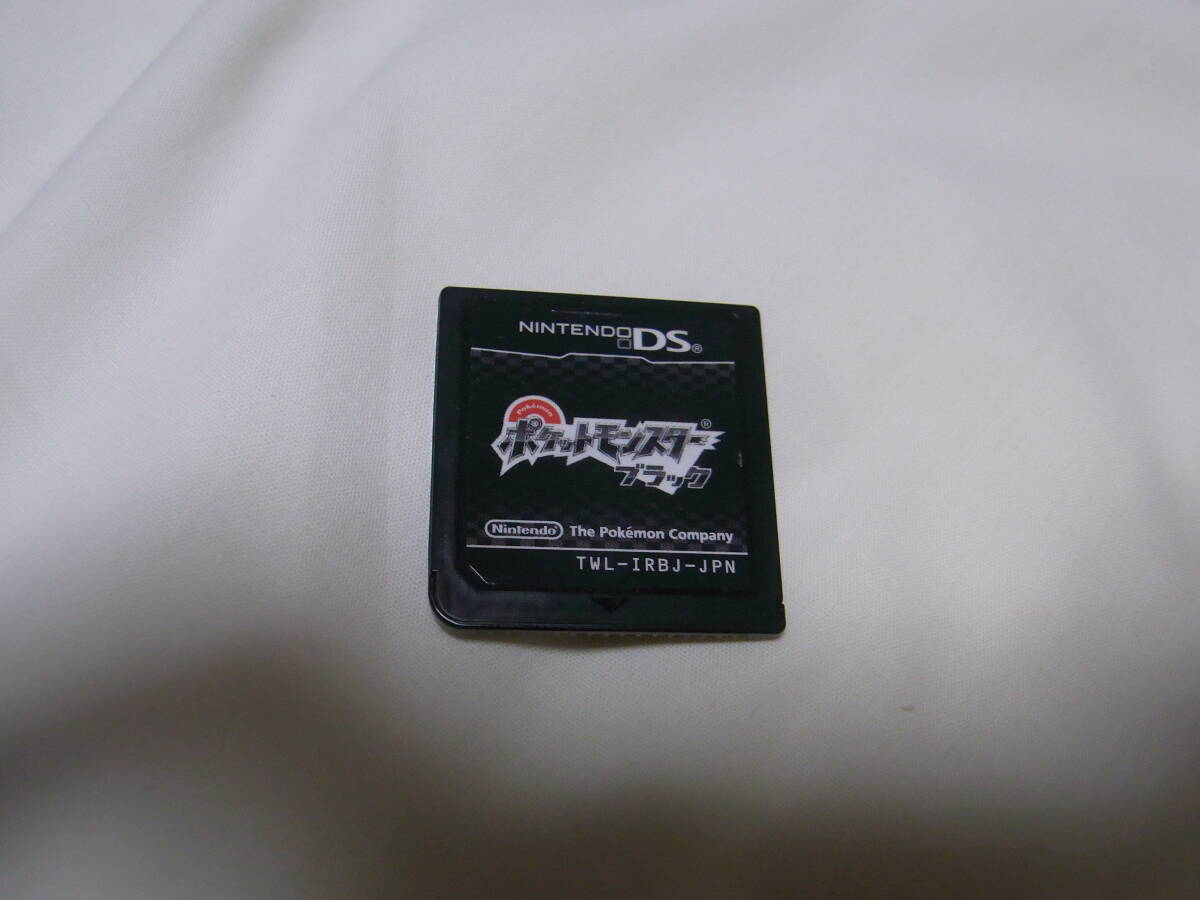 NINTENDO DS®
Pokémon
ポケットモンスター®
ブラック
Nintendo® The Pokémon Company
TWL-IRBJ-JPN